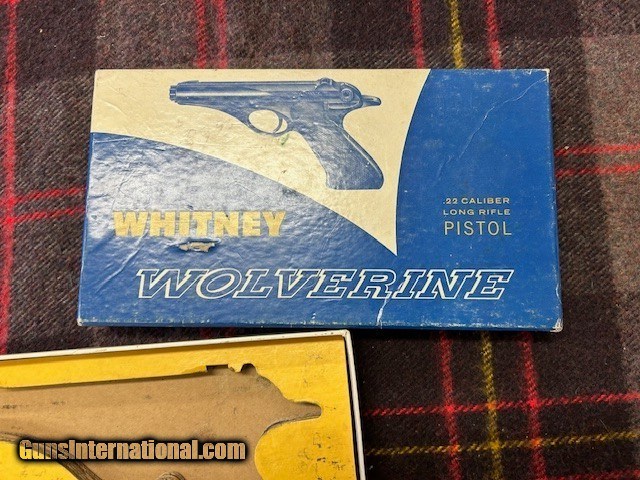 .22 CALIBER
LONG RIFLE
PISTOL
WHITNEY
WOLVERINE
GunsInternational.com